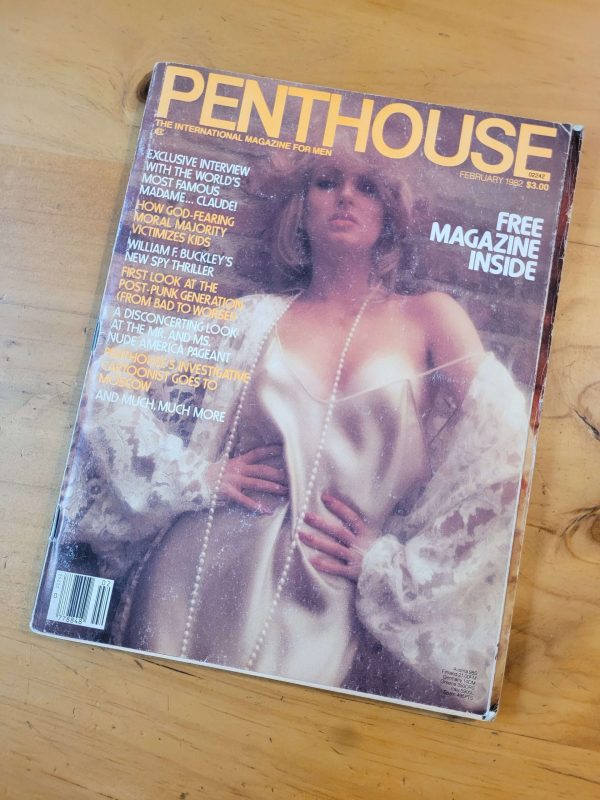 PENTHOUSE
THE INTERNATIONAL MAGAZINE FOR MEN
02242
FEBRUARY 1982 $3.00
EXCLUSIVE INTERVIEW
WITH THE WORLD'S
MOST FAMOUS
MADAME... CLAUDE!
HOW GOD-FEARING
MORAL MAJORITY
VICTIMIZES KIDS
WILLIAM F. BUCKLEY'S
NEW SPY THRILLER
FIRST LOOK AT THE
POST-PUNK GENERATION
(FROM BAD TO WORSE!)
A DISCONCERTING LOOK
AT THE MR. AND MS.
NUDE AMERICA PAGEANT
PENTHOUSE'S INVESTIGATIVE
CARTOONIST GOES TO
MOSCOW
AND MUCH, MUCH MORE
FREE
MAGAZINE
INSIDE
02